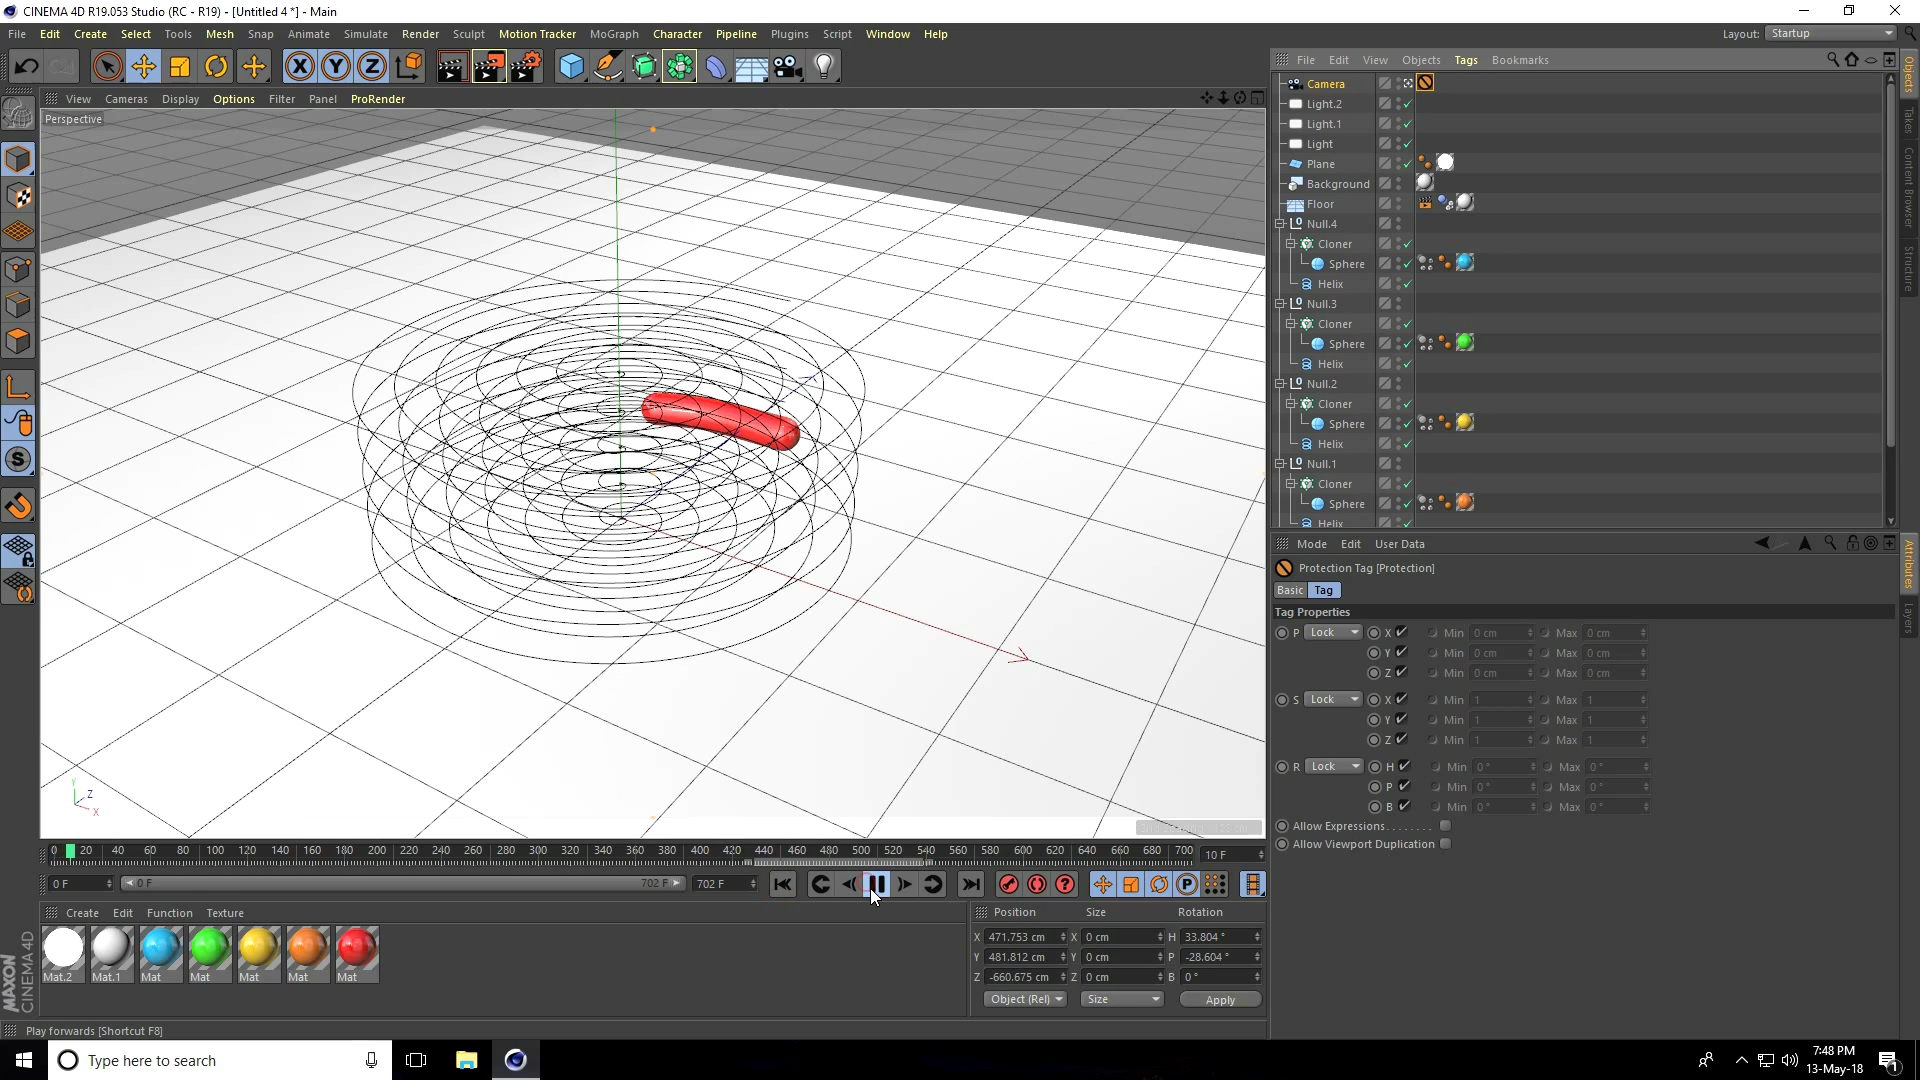 CINEMA 4D R19.053 Studio (RC - R19) - [Untitled 4 *] - Main
File Edit Create Select Tools Mesh Snap Animate Simulate Render Sculpt Motion Tracker MoGraph Character Pipeline Plugins Script Window Help
Layout: Startup
View Cameras Display Options Filter Panel ProRender
Perspective
File Edit View Objects Tags Bookmarks
Camera
Light.2
Light.1
Light
Plane
Background
Floor
Null.4
Cloner
Sphere
Helix
Null.3
Cloner
Sphere
Helix
Null.2
Cloner
Sphere
Helix
Null.1
Cloner
Sphere
Helix
Objects
Takes
Content Browser
Structure
Mode Edit User Data
Protection Tag [Protection]
Basic Tag
Tag Properties
P Lock X Min 0 cm Max 0 cm
Y Min 0 cm Max 0 cm
Z Min 0 cm Max 0 cm
S Lock X Min 1 Max 1
Y Min 1 Max 1
Z Min 1 Max 1
R Lock H Min 0 ° Max 0 °
P Min 0 ° Max 0 °
B Min 0 ° Max 0 °
Allow Expressions
Allow Viewport Duplication
Attributes
Layers
Y Z X
0 20 40 60 80 100 120 140 160 180 200 220 240 260 280 300 320 340 360 380 400 420 440 460 480 500 520 540 560 580 600 620 640 660 680 700 10 F
0 F 0 F 702 F 702 F
Create Edit Function Texture
Mat.2 Mat.1 Mat Mat Mat Mat Mat
Position Size Rotation
X 471.753 cm X 0 cm H 33.804 °
Y 481.812 cm Y 0 cm P -28.604 °
Z -660.675 cm Z 0 cm B 0 °
Object (Rel) Size Apply
MAXON
CINEMA 4D
Play forwards [Shortcut F8]
Type here to search
7:48 PM
13-May-18
1